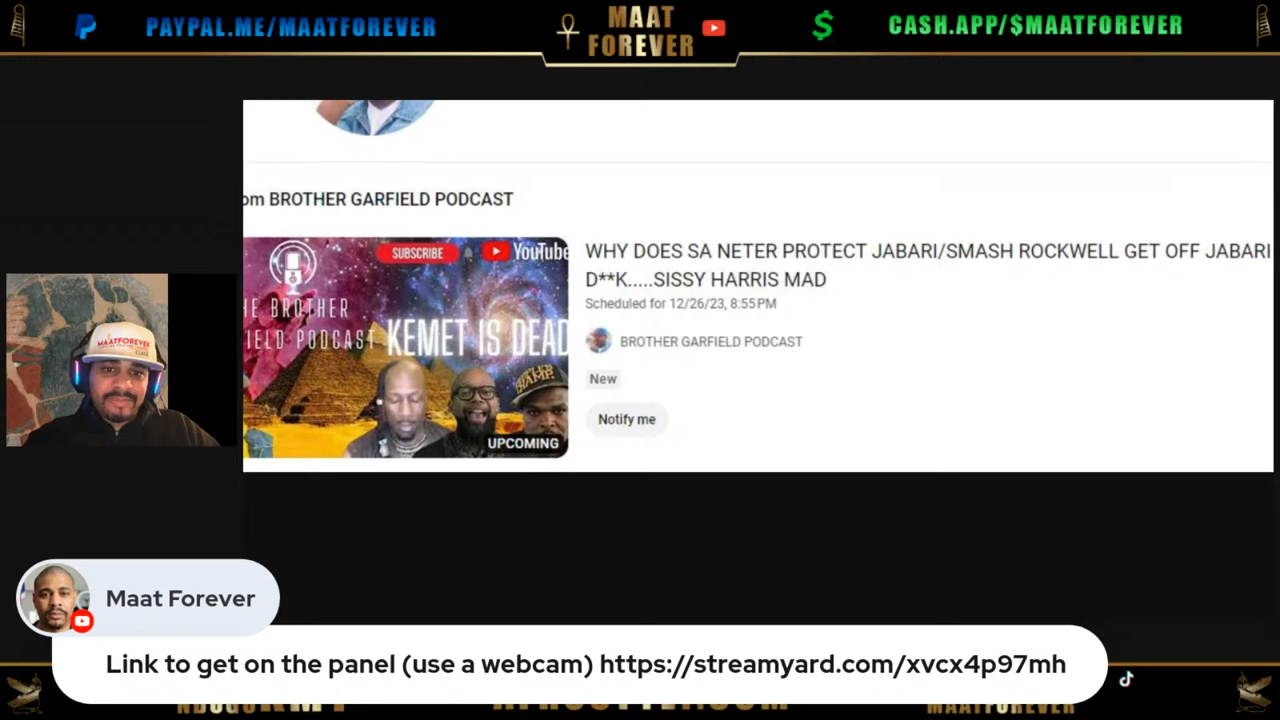 PAYPAL.ME/MAATFOREVER
MAAT
FOREVER
CASH.APP/$MAATFOREVER
om BROTHER GARFIELD PODCAST
SUBSCRIBE
YouTube
HE BROTHER
IELD PODCAST
KEMET IS DEAD
UPCOMING
WHY DOES SA NETER PROTECT JABARI/SMASH ROCKWELL GET OFF JABARI
D**K.....SISSY HARRIS MAD
Scheduled for 12/26/23, 8:55 PM
BROTHER GARFIELD PODCAST
New
Notify me
MAATFOREVER
Maat Forever
Link to get on the panel (use a webcam) https://streamyard.com/xvcx4p97mh